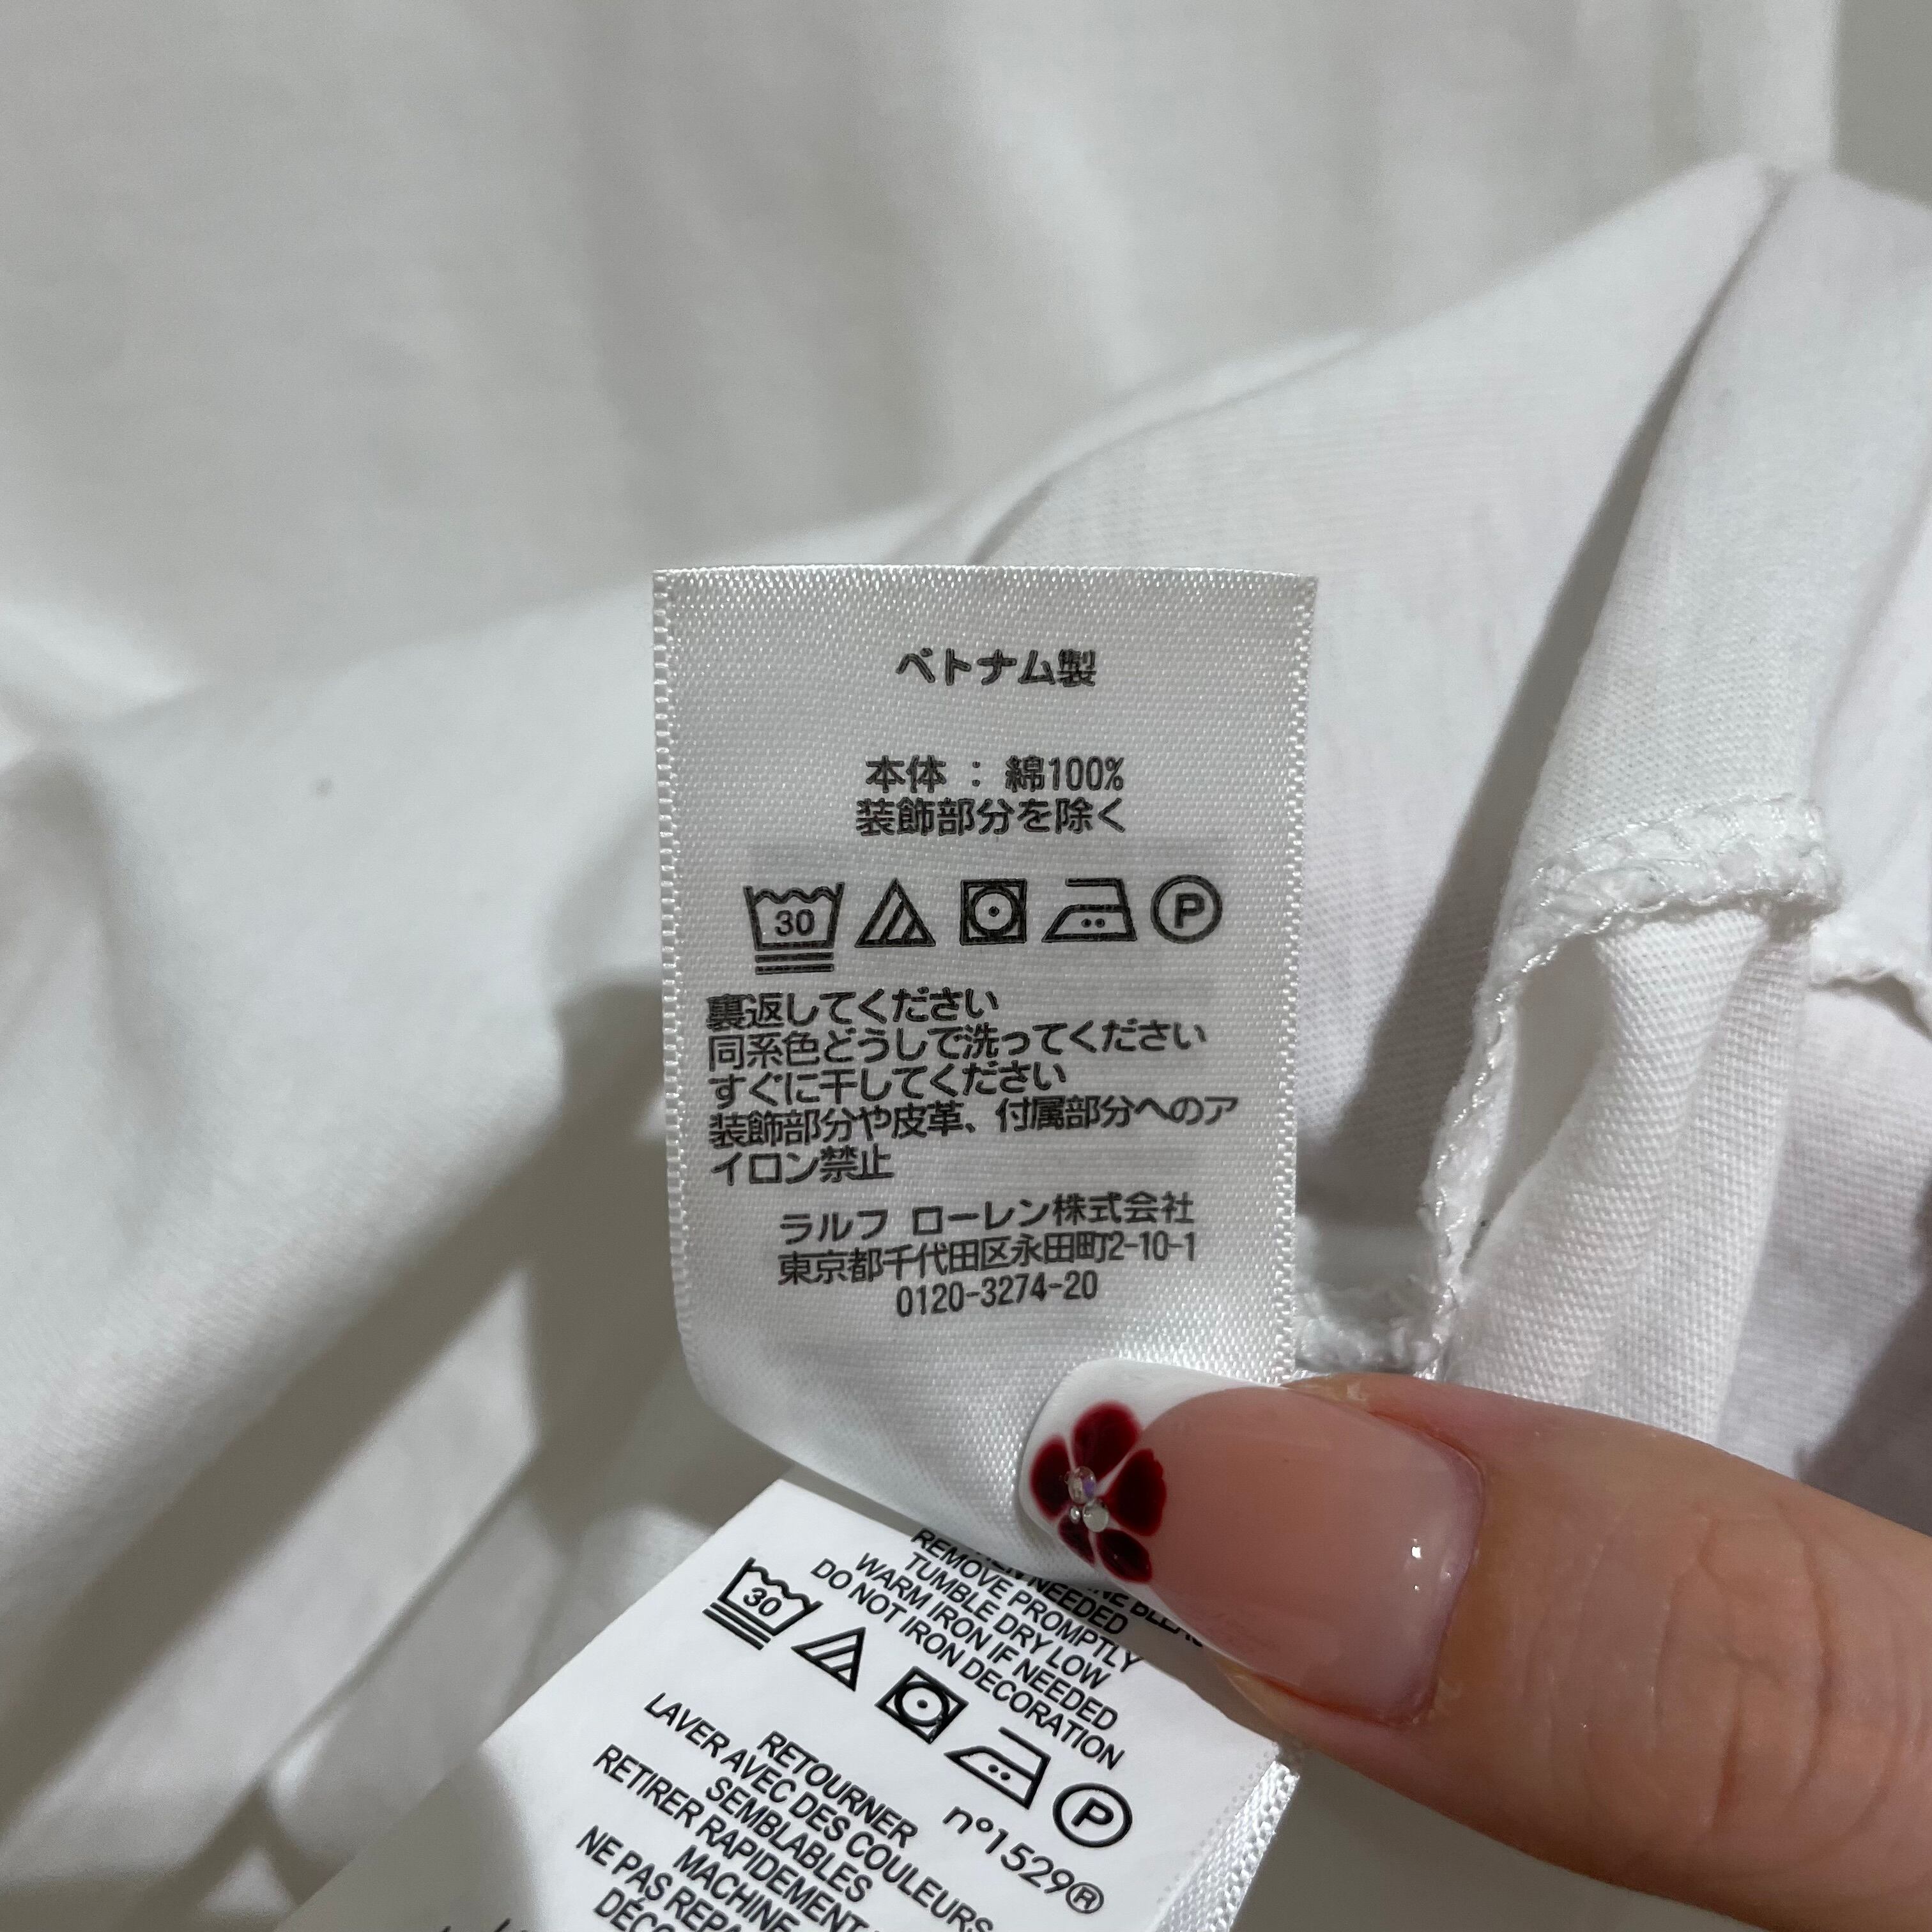 ベトナム製
本体 : 綿100%
装飾部分を除く
30
P
裏返してください
同系色どうしで洗ってください
すぐに干してください
装飾部分や皮革、付属部分へのア
イロン禁止
ラルフ ローレン株式会社
東京都千代田区永田町2-10-1
0120-3274-20
NEEDED
REMOVE PROMPTLY
TUMBLE DRY LOW
WARM IRON IF NEEDED
DO NOT IRON DECORATION
30
P
n°1529®
RETOURNER
LAVER AVEC DES COULEURS
SEMBLABLES
RETIRER RAPIDEMENT
MACHINE
NE PAS REPA
DÉCO